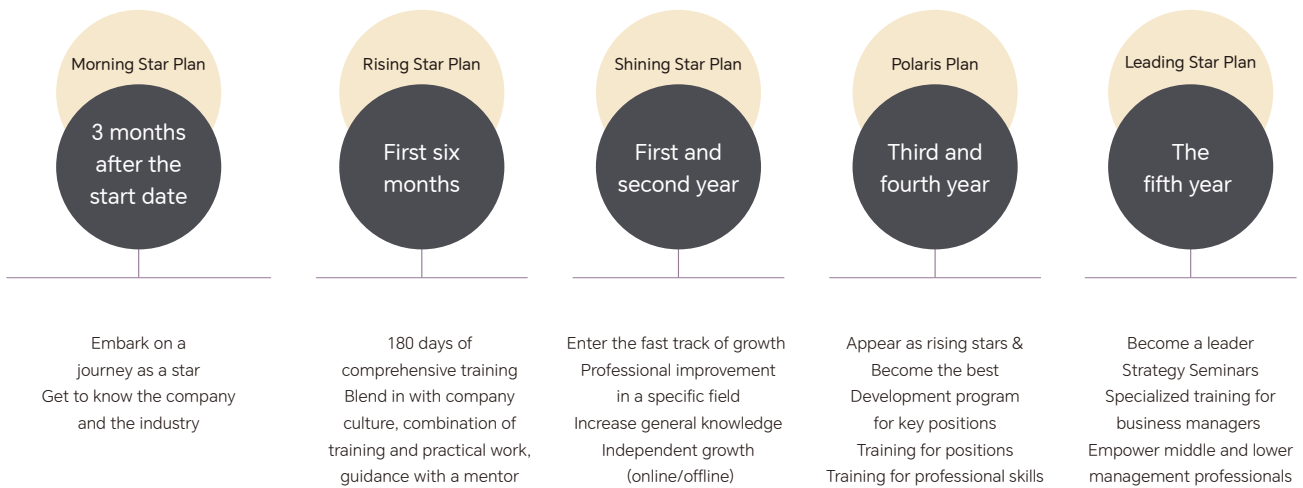 Morning Star Plan
3 months
after the
start date
Embark on a
journey as a star
Get to know the company
and the industry
Rising Star Plan
First six
months
180 days of
comprehensive training
Blend in with company
culture, combination of
training and practical work,
guidance with a mentor
Shining Star Plan
First and
second year
Enter the fast track of growth
Professional improvement
in a specific field
Increase general knowledge
Independent growth
(online/offline)
Polaris Plan
Third and
fourth year
Appear as rising stars &
Become the best
Development program
for key positions
Training for positions
Training for professional skills
Leading Star Plan
The
fifth year
Become a leader
Strategy Seminars
Specialized training for
business managers
Empower middle and lower
management professionals